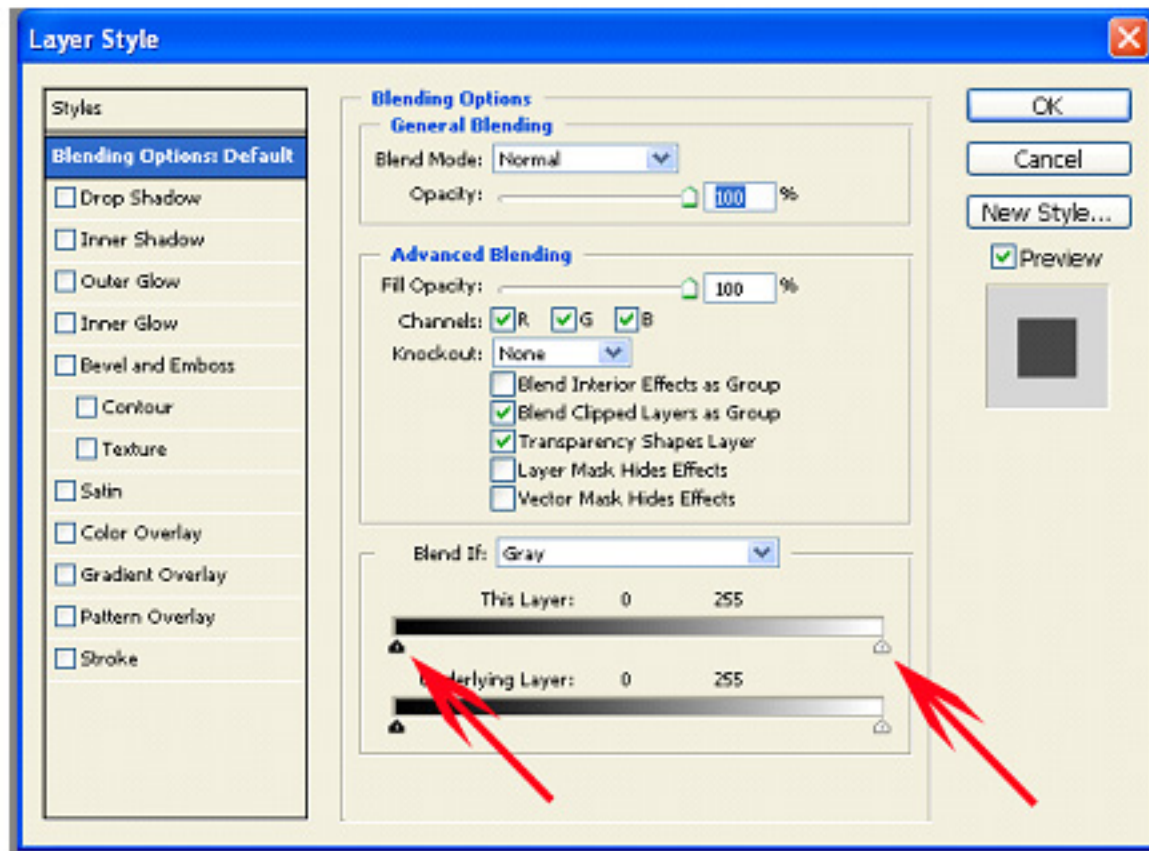 Layer Style
Styles
Blending Options: Default
Drop Shadow
Inner Shadow
Outer Glow
Inner Glow
Bevel and Emboss
Contour
Texture
Satin
Color Overlay
Gradient Overlay
Pattern Overlay
Stroke
Blending Options
General Blending
Blend Mode: Normal
Opacity: 100 %
Advanced Blending
Fill Opacity: 100 %
Channels: R G B
Knockout: None
Blend Interior Effects as Group
Blend Clipped Layers as Group
Transparency Shapes Layer
Layer Mask Hides Effects
Vector Mask Hides Effects
Blend If: Gray
This Layer: 0 255
Underlying Layer: 0 255
OK
Cancel
New Style...
Preview